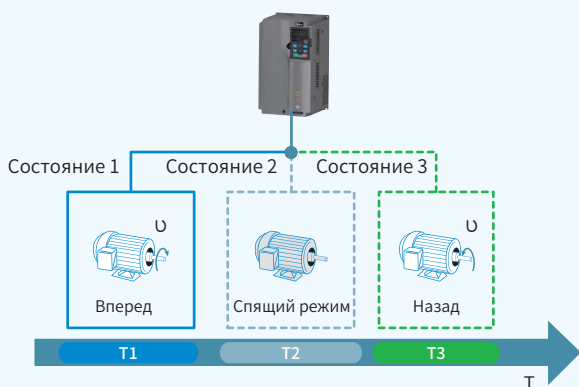 Состояние 1
Состояние 2
Состояние 3
Вперед
Спящий режим
Назад
T1
T2
T3
T